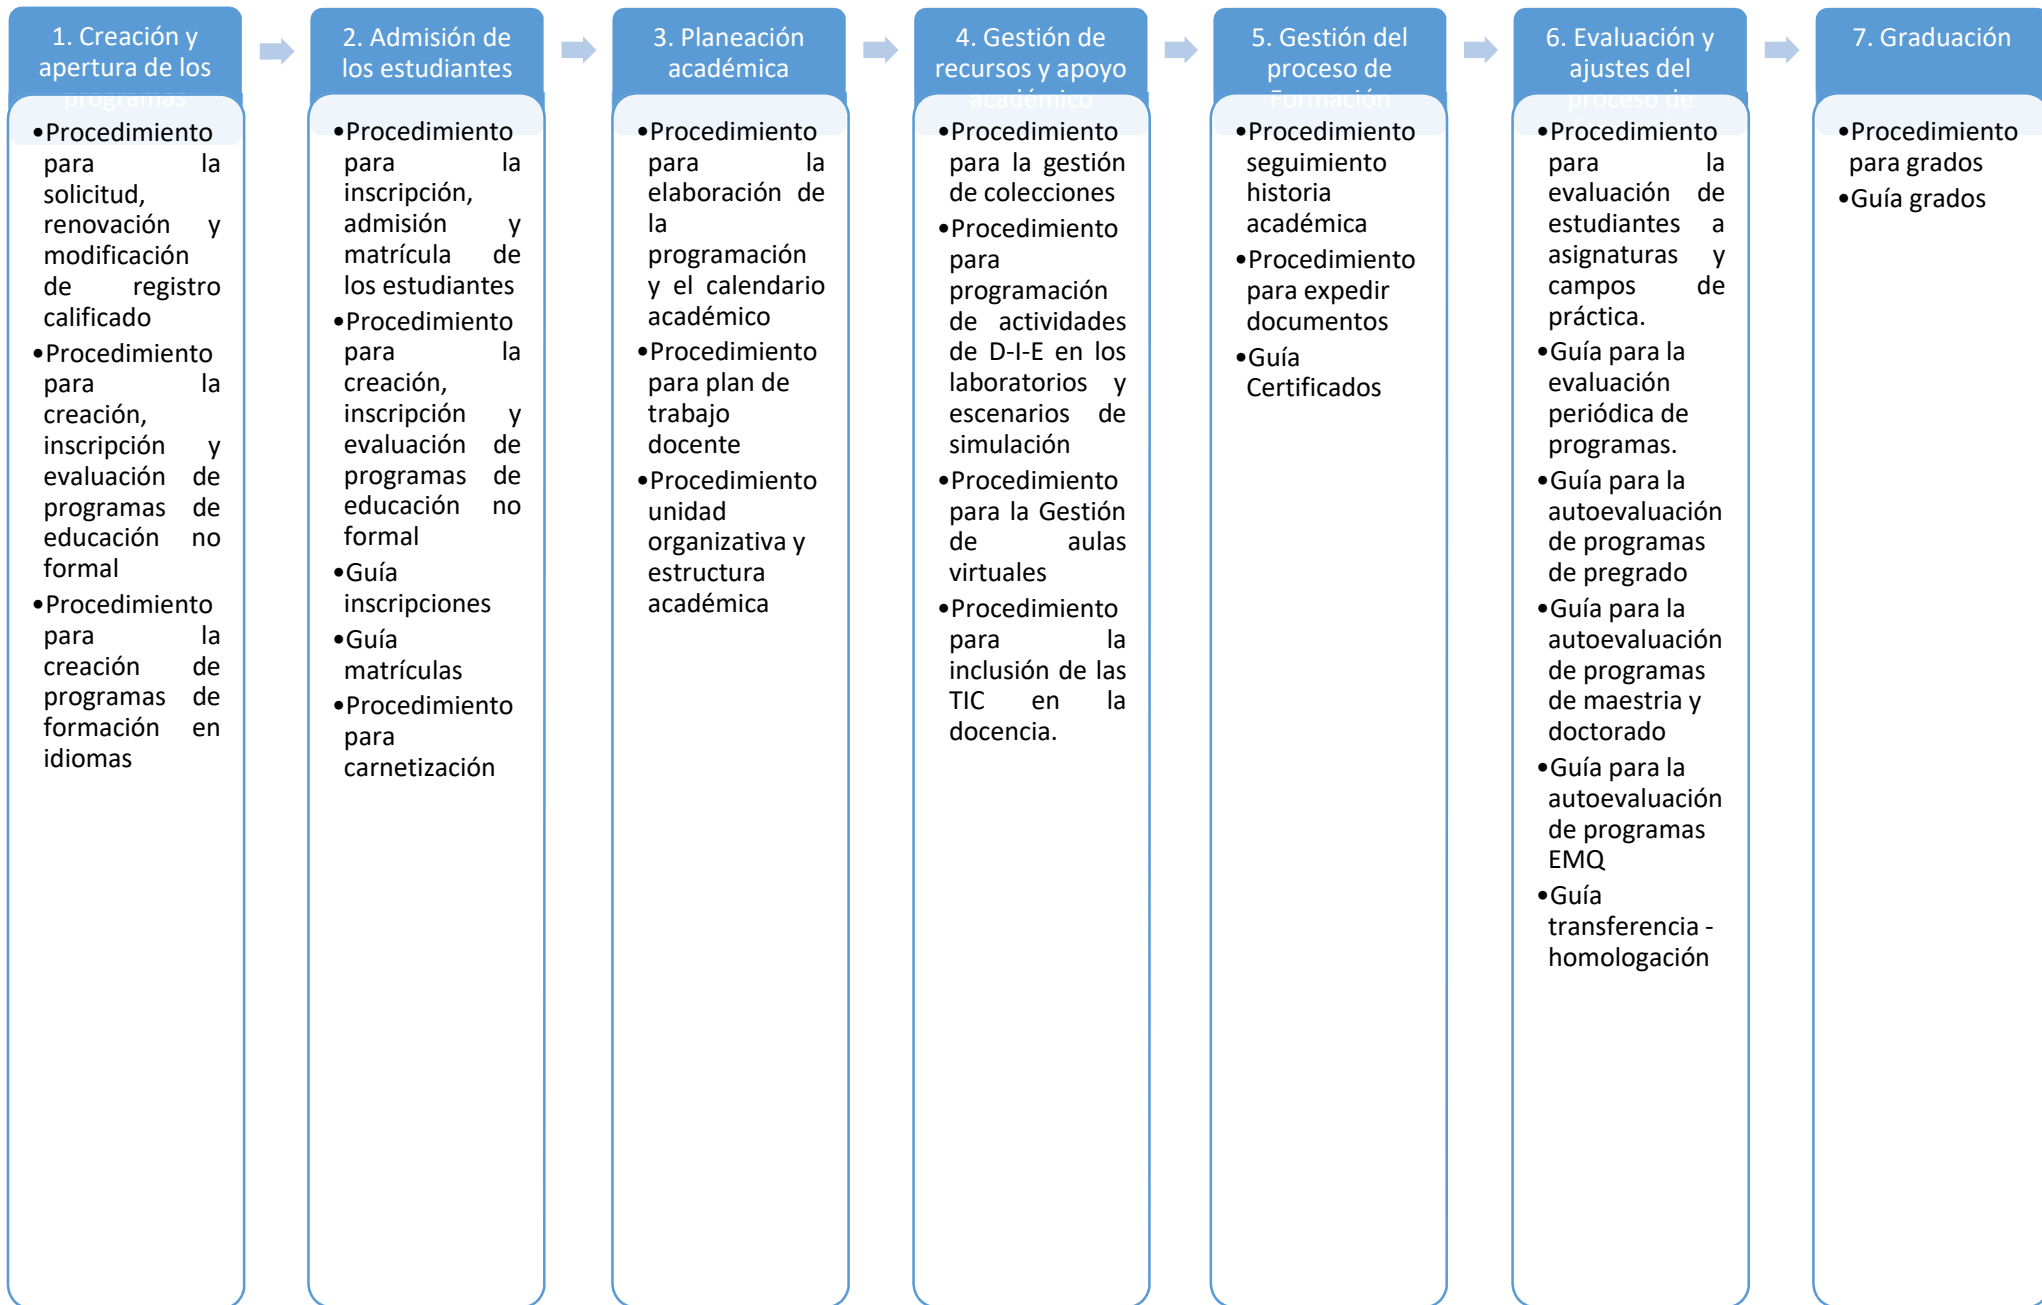 1. Creación y
apertura de los
programas
•Procedimiento
para la
solicitud,
renovación y
modificación
de registro
calificado
•Procedimiento
para la
creación,
inscripción y
evaluación de
programas de
educación no
formal
•Procedimiento
para la
creación de
programas de
formación en
idiomas
2. Admisión de
los estudiantes
•Procedimiento
para la
inscripción,
admisión y
matrícula de
los estudiantes
•Procedimiento
para la
creación,
inscripción y
evaluación de
programas de
educación no
formal
•Guía
inscripciones
•Guía
matrículas
•Procedimiento
para
carnetización
3. Planeación
académica
•Procedimiento
para la
elaboración de
la
programación
y el calendario
académico
•Procedimiento
para plan de
trabajo
docente
•Procedimiento
unidad
organizativa y
estructura
académica
4. Gestión de
recursos y apoyo
académico
•Procedimiento
para la gestión
de colecciones
•Procedimiento
para
programación
de actividades
de D-I-E en los
laboratorios y
escenarios de
simulación
•Procedimiento
para la Gestión
de aulas
virtuales
•Procedimiento
para la
inclusión de las
TIC en la
docencia.
5. Gestión del
proceso de
Formación
•Procedimiento
seguimiento
historia
académica
•Procedimiento
para expedir
documentos
•Guía
Certificados
6. Evaluación y
ajustes del
proceso de
•Procedimiento
para la
evaluación de
estudiantes a
asignaturas y
campos de
práctica.
•Guía para la
evaluación
periódica de
programas.
•Guía para la
autoevaluación
de programas
de pregrado
•Guía para la
autoevaluación
de programas
de maestria y
doctorado
•Guía para la
autoevaluación
de programas
EMQ
•Guía
transferencia -
homologación
7. Graduación
•Procedimiento
para grados
•Guía grados